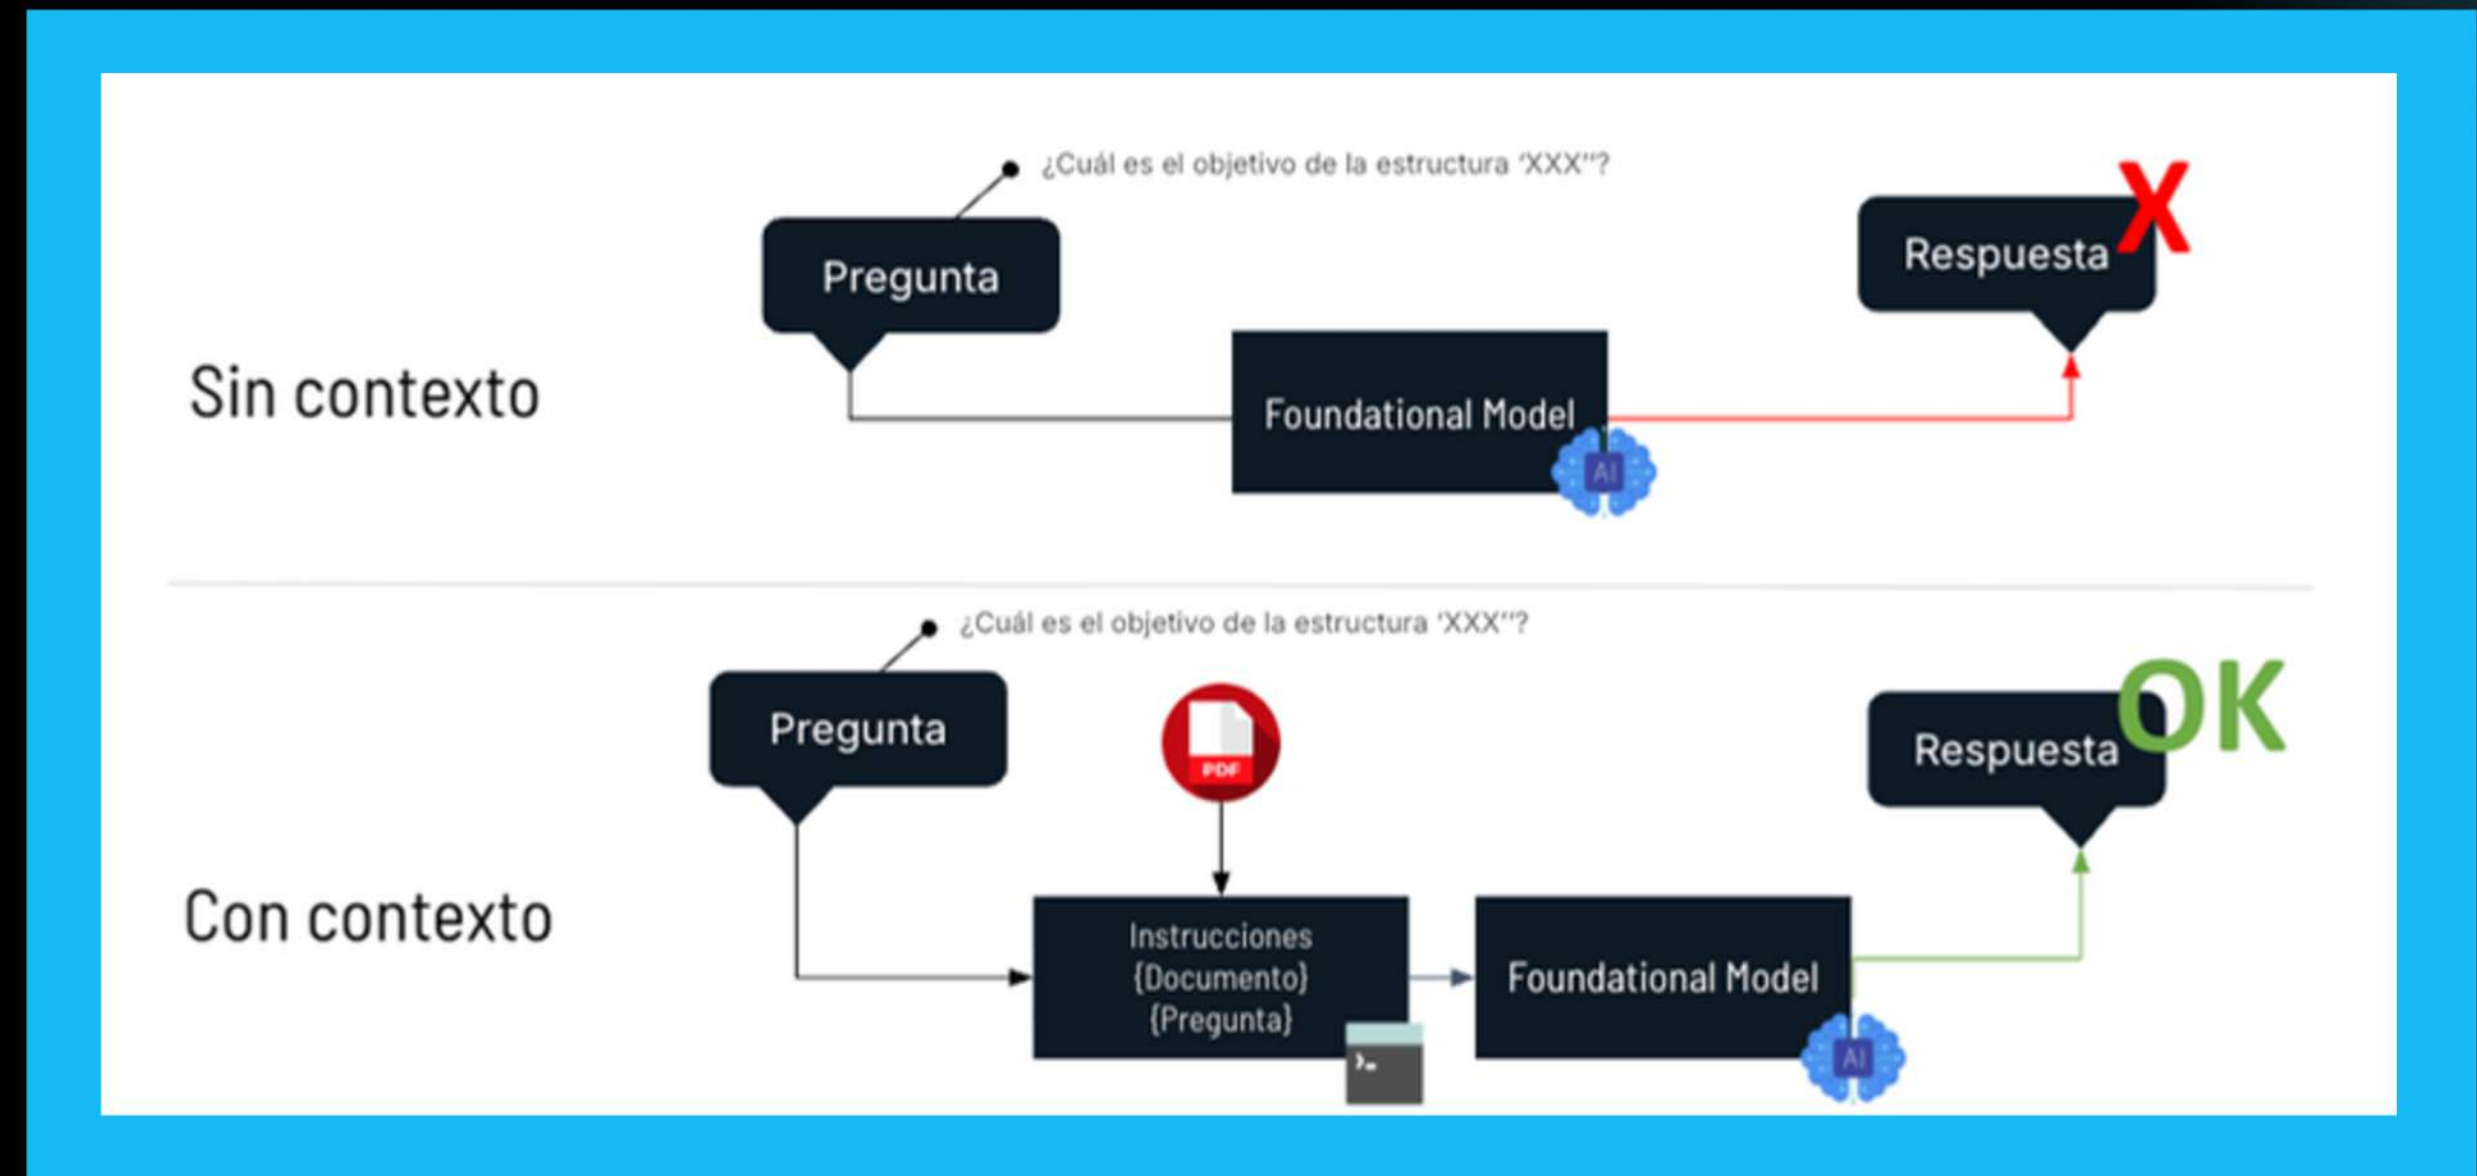 ¿Cuál es el objetivo de la estructura 'XXX''?
Pregunta
Respuesta
X
Sin contexto
Foundational Model
AI
¿Cuál es el objetivo de la estructura 'XXX''?
Pregunta
PDF
Respuesta
OK
Con contexto
Instrucciones
{Documento}
{Pregunta}
Foundational Model
AI